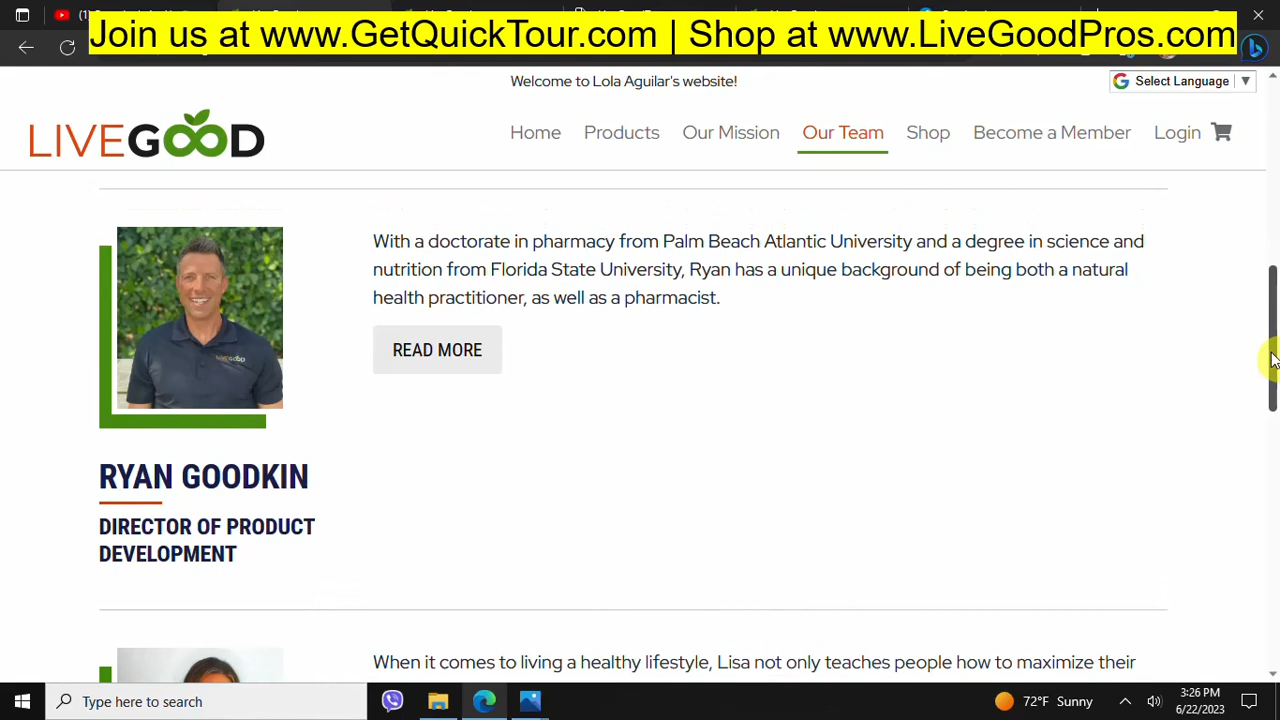 Join us at www.GetQuickTour.com | Shop at www.LiveGoodPros.com
Welcome to Lola Aguilar's website!
Select Language ▼
LIVEGOOD
Home Products Our Mission Our Team Shop Become a Member Login
With a doctorate in pharmacy from Palm Beach Atlantic University and a degree in science and
nutrition from Florida State University, Ryan has a unique background of being both a natural
health practitioner, as well as a pharmacist.
READ MORE
RYAN GOODKIN
DIRECTOR OF PRODUCT
DEVELOPMENT
When it comes to living a healthy lifestyle, Lisa not only teaches people how to maximize their
Type here to search
72°F Sunny
3:26 PM
6/22/2023